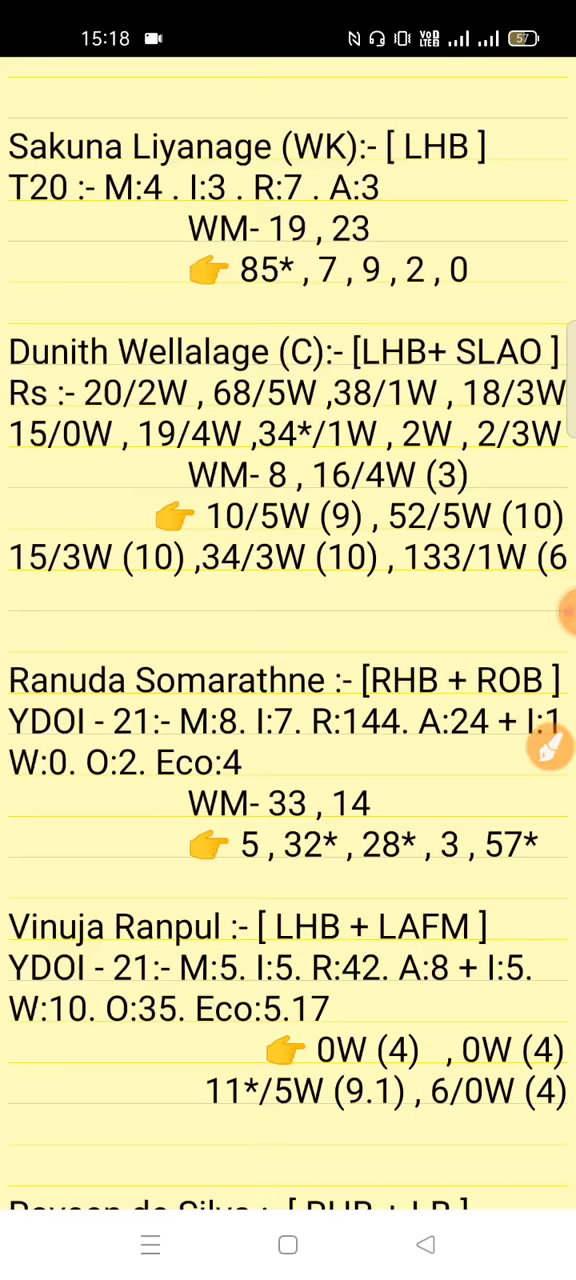 15:18
VoD LTE2
57
Sakuna Liyanage (WK):- [ LHB ]
T20 :- M:4 . I:3 . R:7 . A:3
WM- 19 , 23
👉 85* , 7 , 9 , 2 , 0
Dunith Wellalage (C):- [LHB+ SLAO ]
Rs :- 20/2W , 68/5W ,38/1W , 18/3W
15/0W , 19/4W ,34*/1W , 2W , 2/3W
WM- 8 , 16/4W (3)
👉 10/5W (9) , 52/5W (10)
15/3W (10) ,34/3W (10) , 133/1W (6
Ranuda Somarathne :- [RHB + ROB ]
YDOI - 21:- M:8. I:7. R:144. A:24 + I:1
W:0. O:2. Eco:4
WM- 33 , 14
👉 5 , 32* , 28* , 3 , 57*
Vinuja Ranpul :- [ LHB + LAFM ]
YDOI - 21:- M:5. I:5. R:42. A:8 + I:5.
W:10. O:35. Eco:5.17
👉 0W (4) , 0W (4)
11*/5W (9.1) , 6/0W (4)